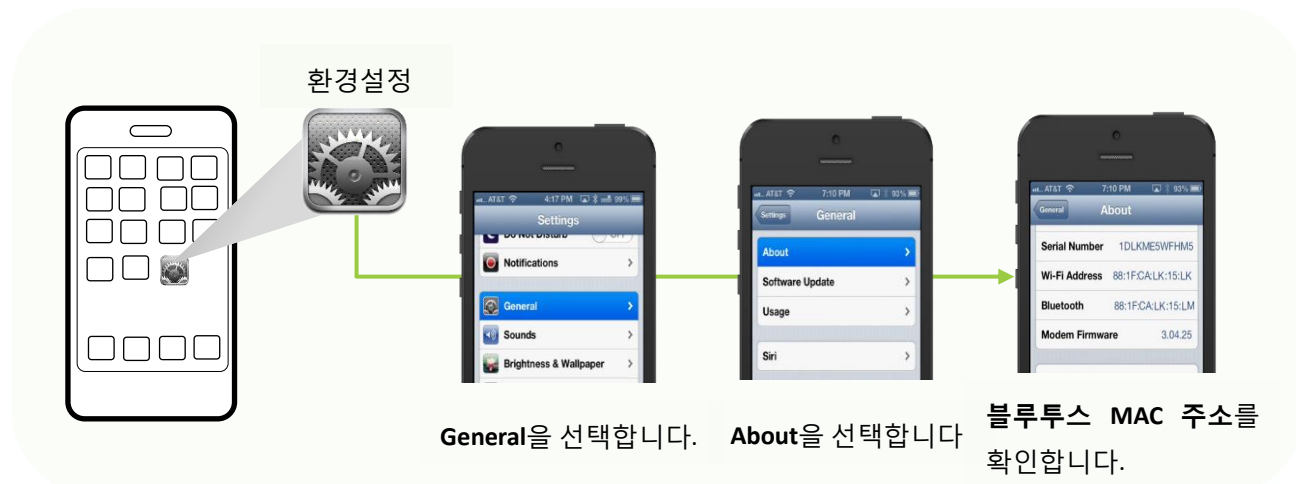 환경설정
AT&T 4:17 PM 99%
Settings
Do Not Disturb OFF
Notifications
General
Sounds
Brightness & Wallpaper
General을 선택합니다.
AT&T 7:10 PM 93%
Settings General
About
Software Update
Usage
Siri
About을 선택합니다
AT&T 7:10 PM 93%
General About
Serial Number 1DLKME5WFHM5
Wi-Fi Address 88:1F:CA:LK:15:LK
Bluetooth 88:1F:CA:LK:15:LM
Modem Firmware 3.04.25
블루투스 MAC 주소를
확인합니다.